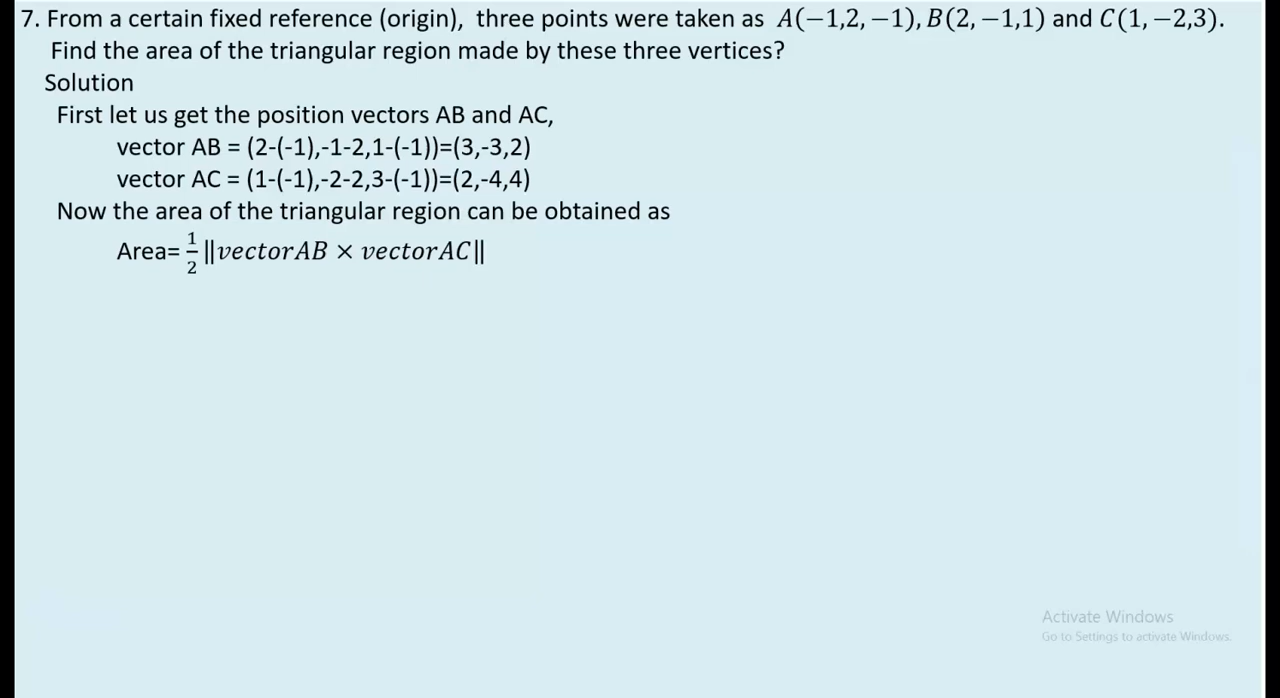 7. From a certain fixed reference (origin), three points were taken as A(−1,2, −1), B(2, −1,1) and C(1, −2,3).
Find the area of the triangular region made by these three vertices?
Solution
First let us get the position vectors AB and AC,
vector AB = (2-(-1),-1-2,1-(-1))=(3,-3,2)
vector AC = (1-(-1),-2-2,3-(-1))=(2,-4,4)
Now the area of the triangular region can be obtained as
Area= 1/2 ||vectorAB × vectorAC||
Activate Windows
Go to Settings to activate Windows.